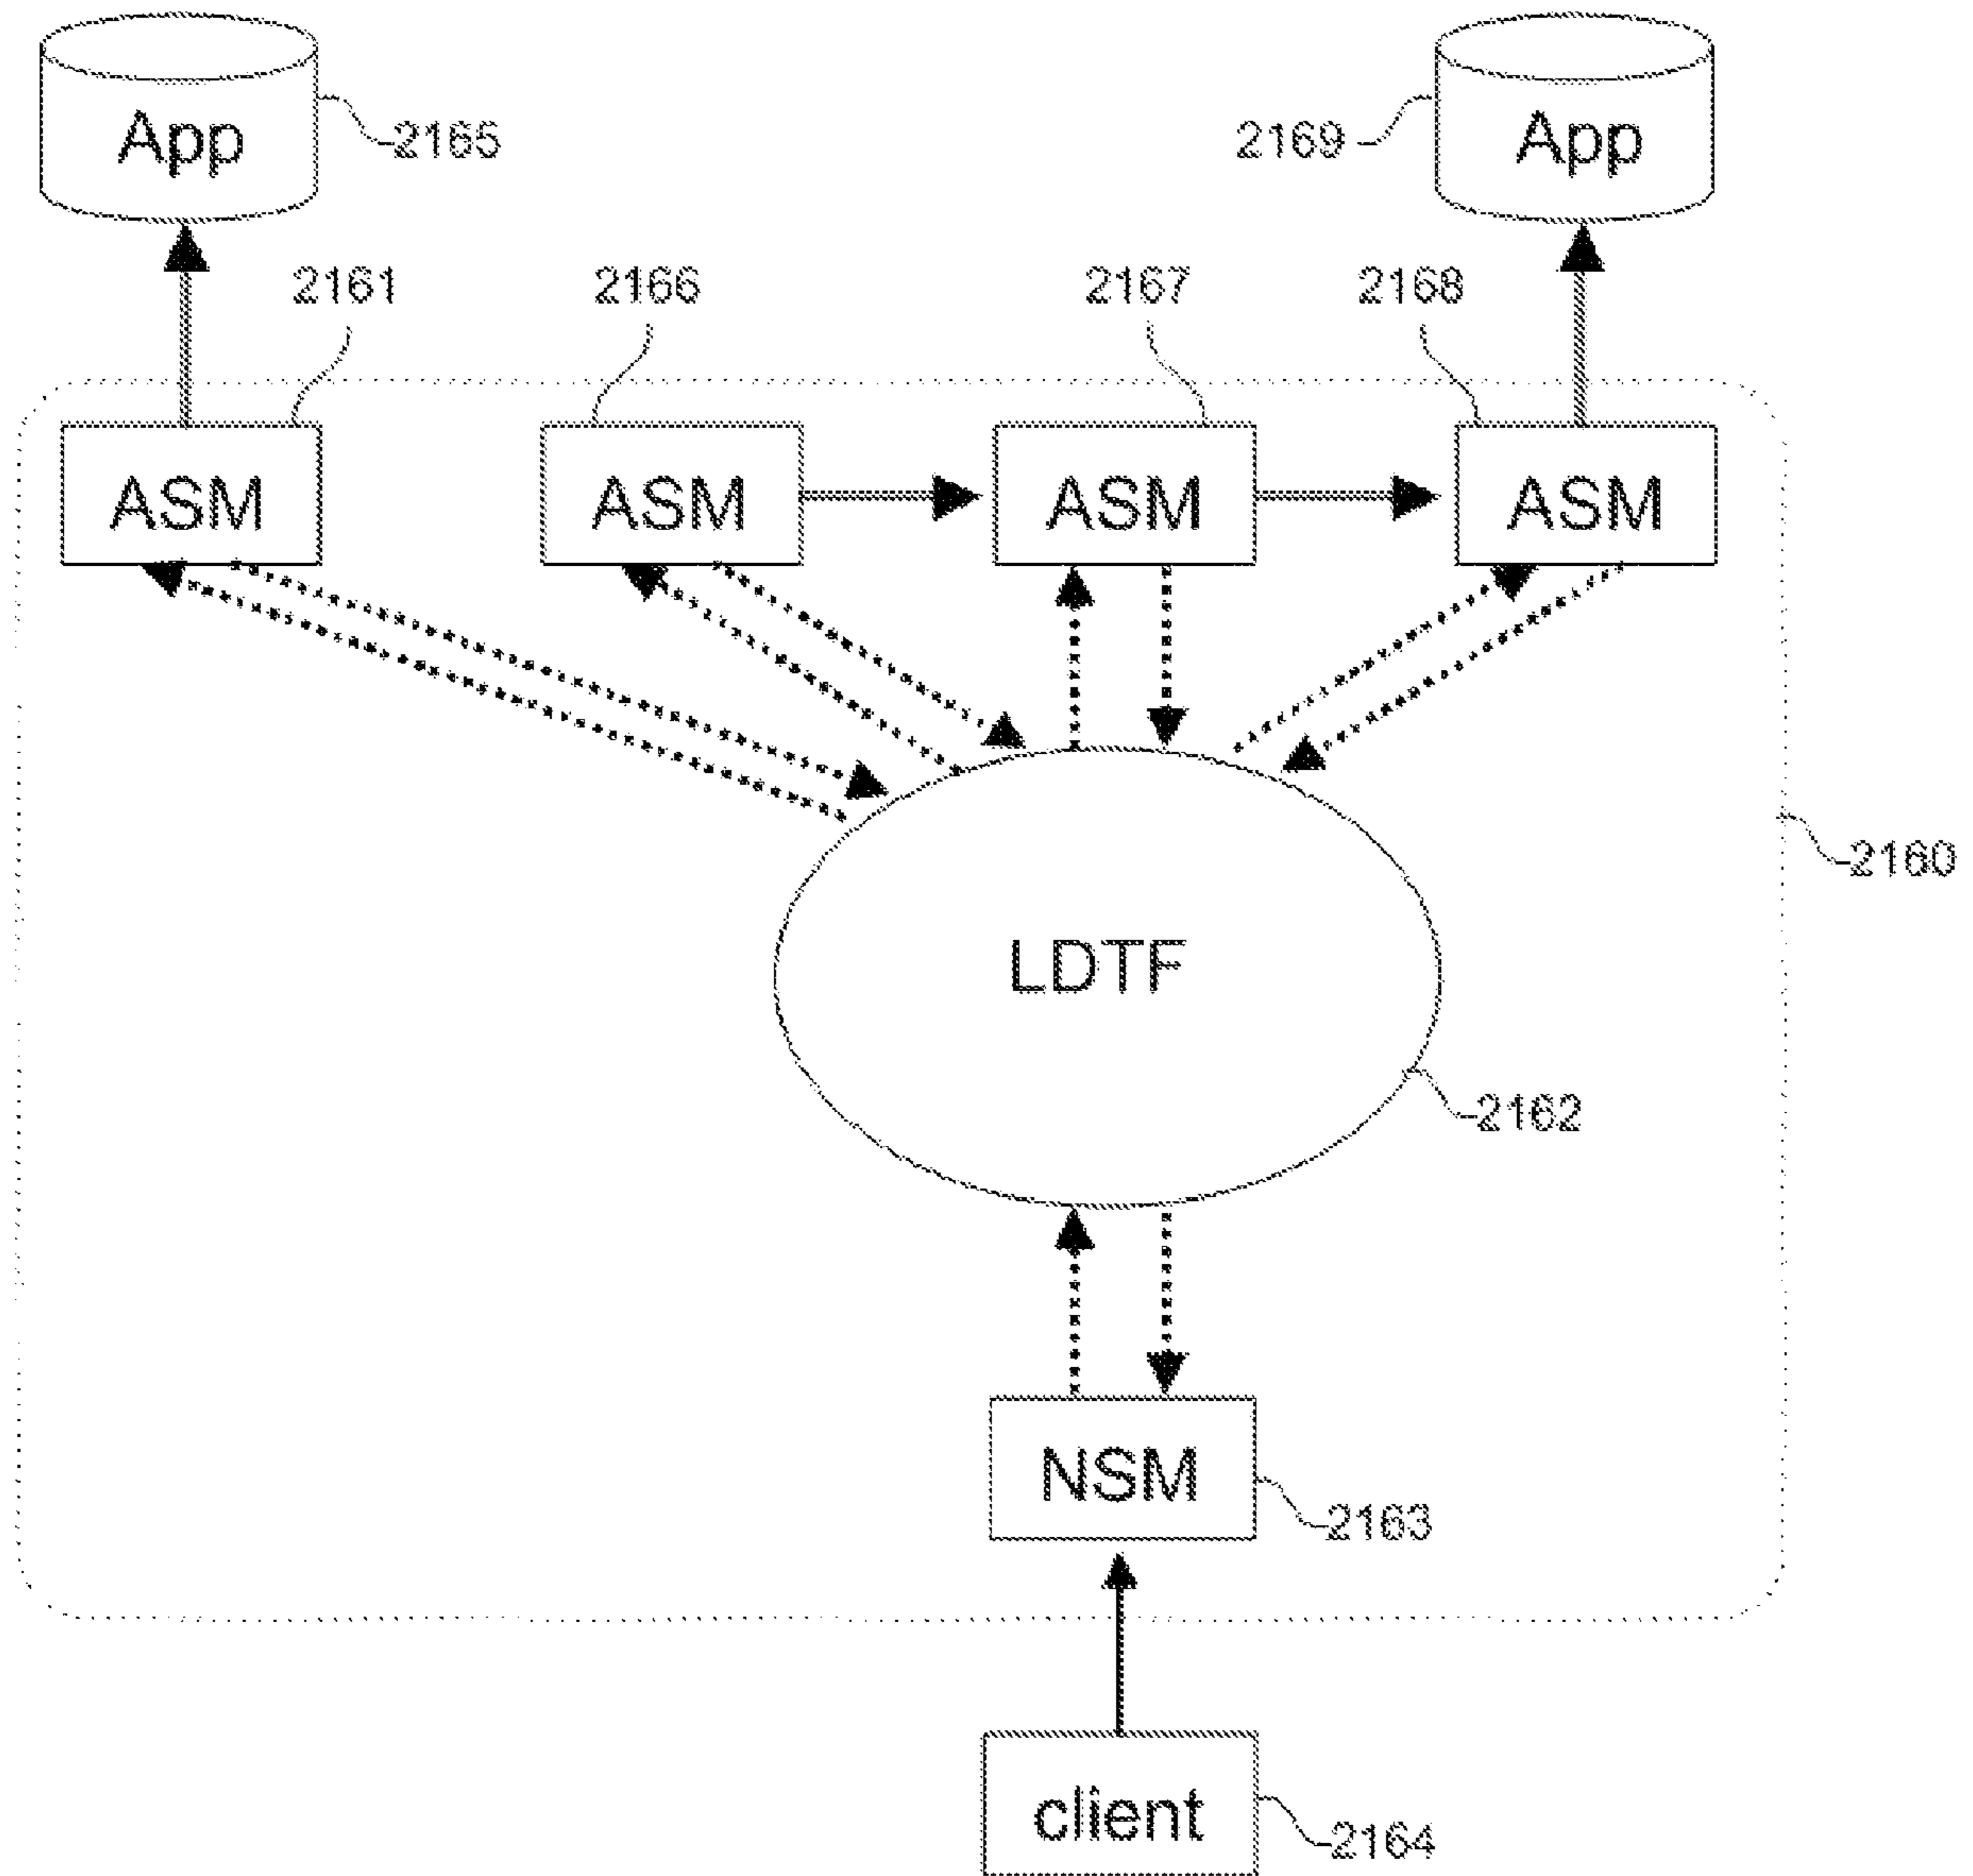 App
2165
2169
App
2161
2166
2167
2168
ASM
ASM
ASM
ASM
2160
LDTF
2162
NSM
2163
client
2164